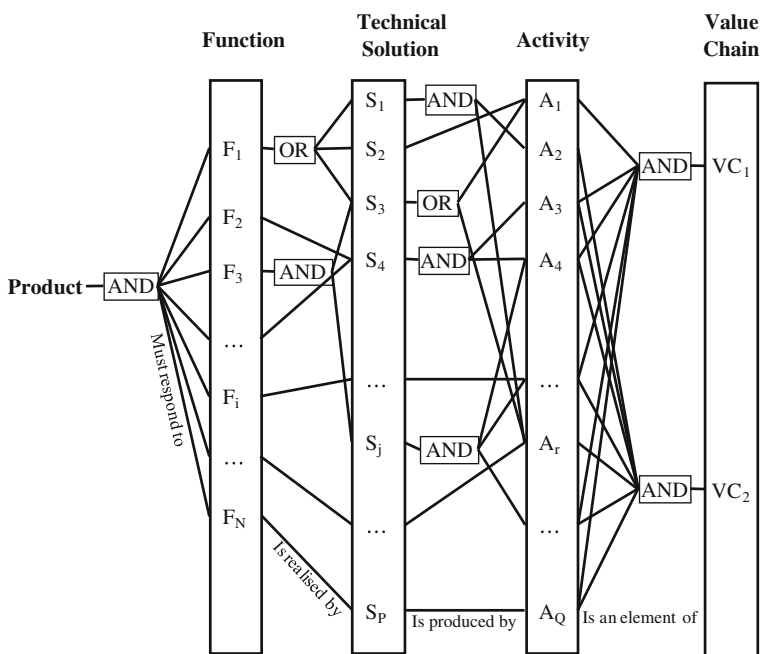 Function
Technical
Solution
Activity
Value
Chain
Product
AND
Must respond to
F1
F2
F3
...
Fi
...
FN
OR
AND
Is realised by
S1
S2
S3
S4
...
Sj
...
SP
AND
OR
AND
AND
Is produced by
A1
A2
A3
A4
...
Ar
...
AQ
Is an element of
AND
AND
VC1
VC2